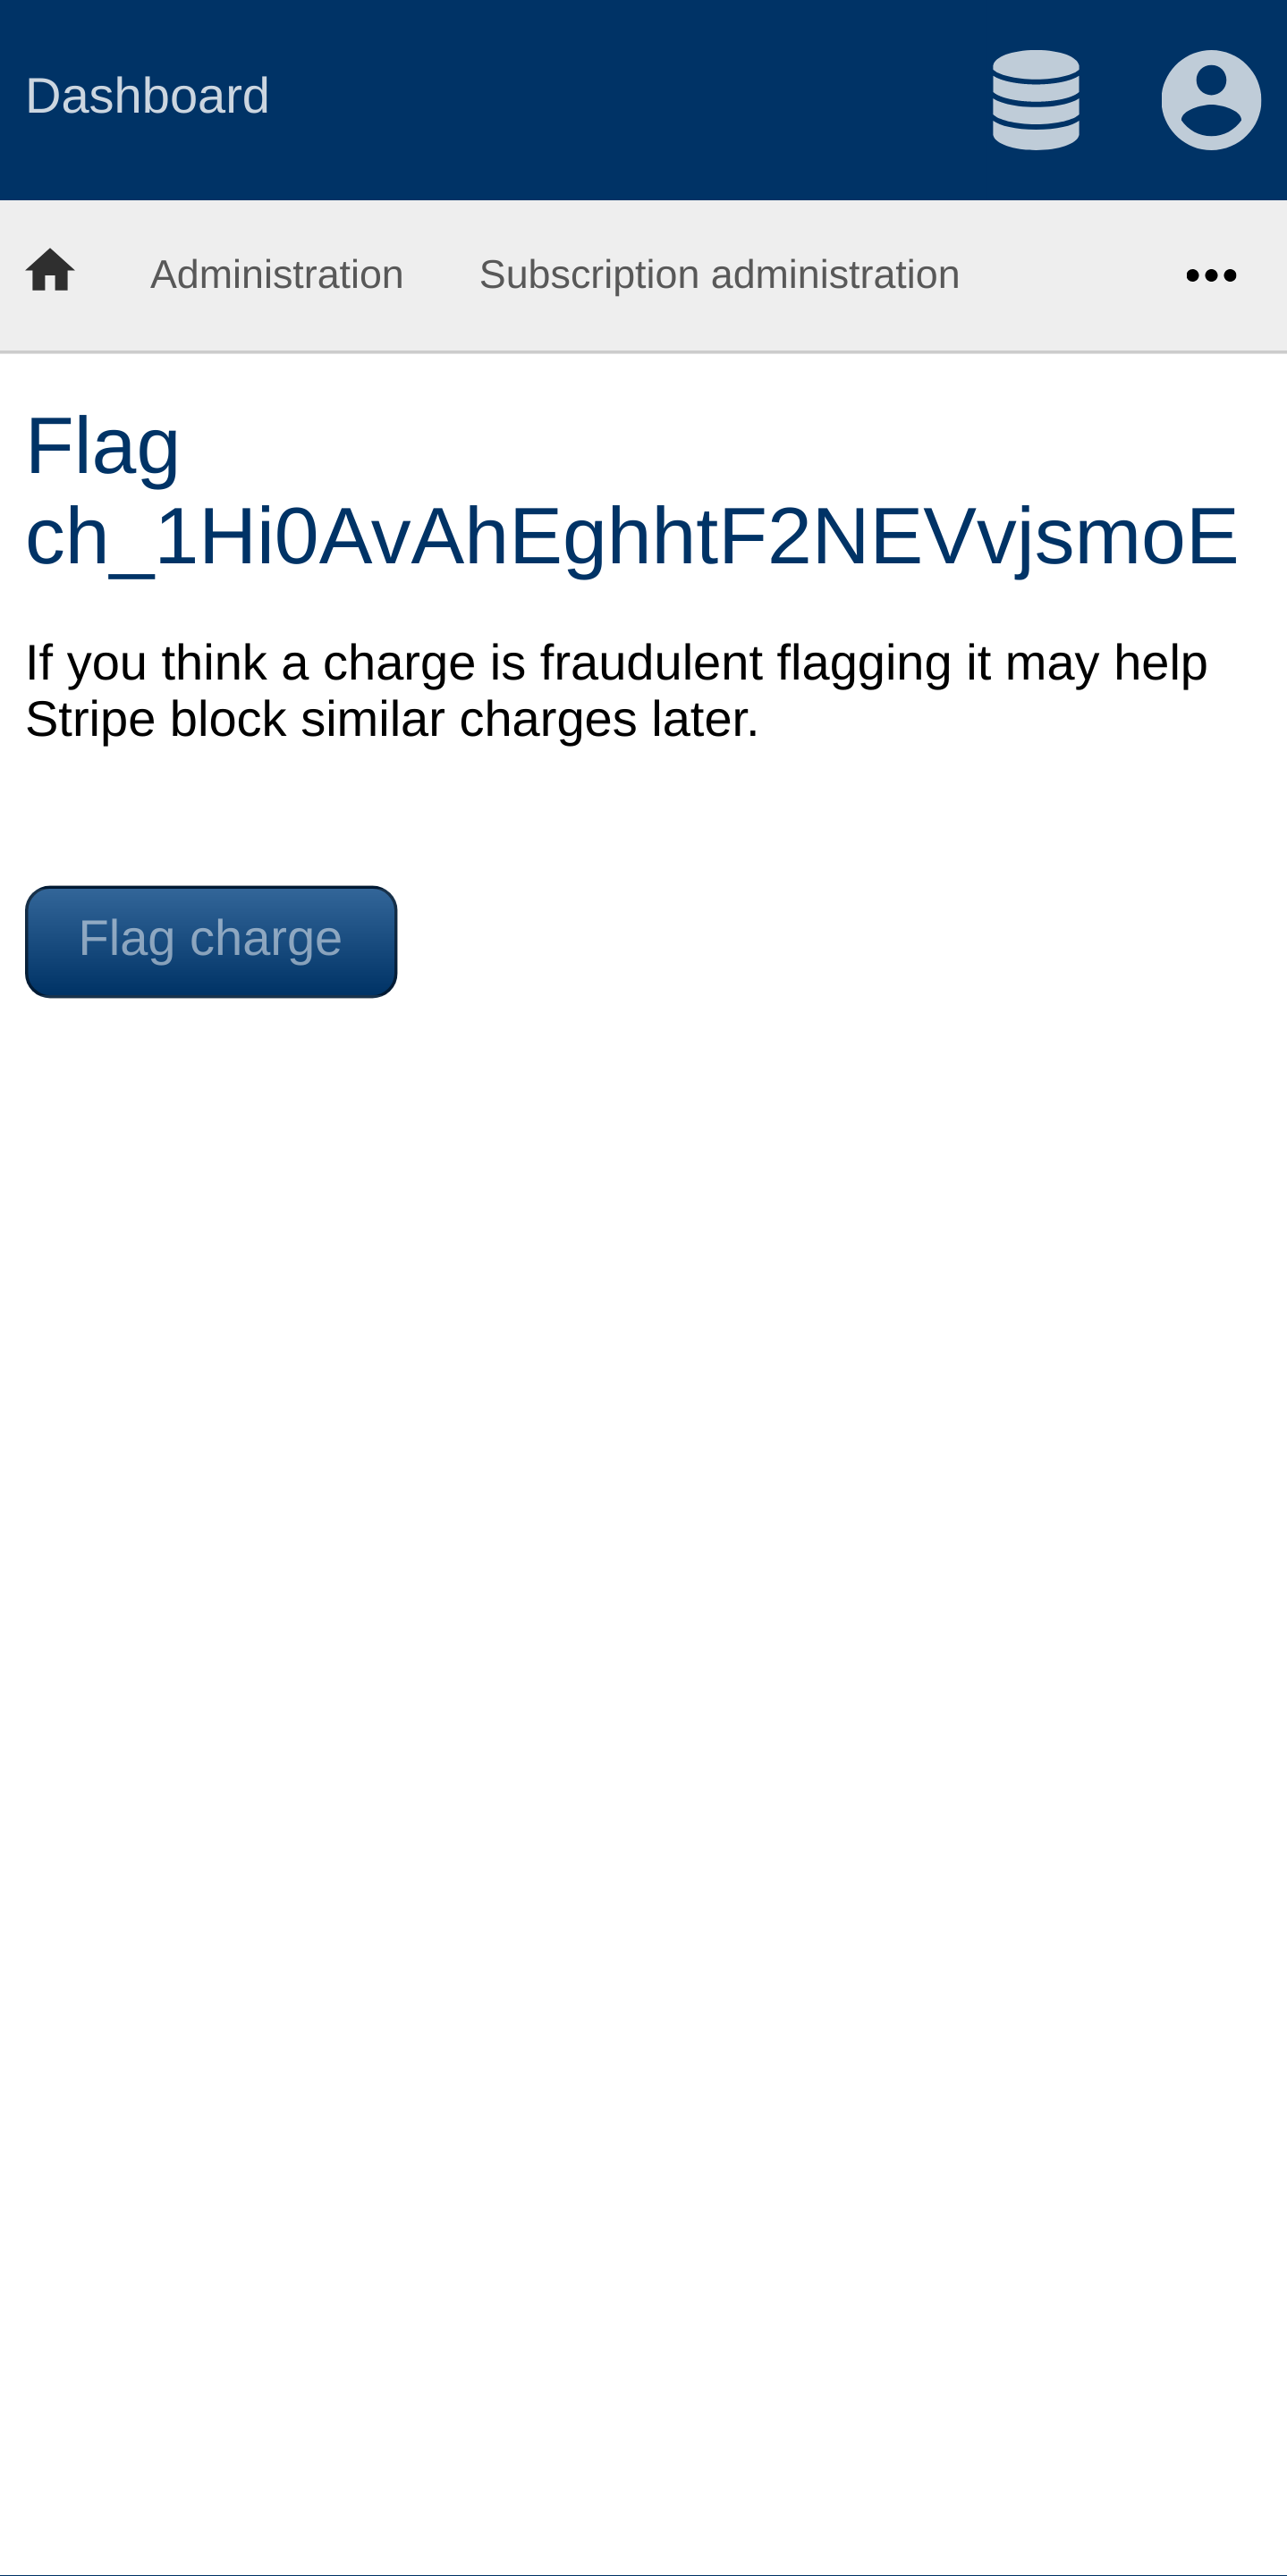 Dashboard
Administration Subscription administration
Flag
ch_1Hi0AvAhEghhtF2NEVvjsmoE
If you think a charge is fraudulent flagging it may help
Stripe block similar charges later.
Flag charge